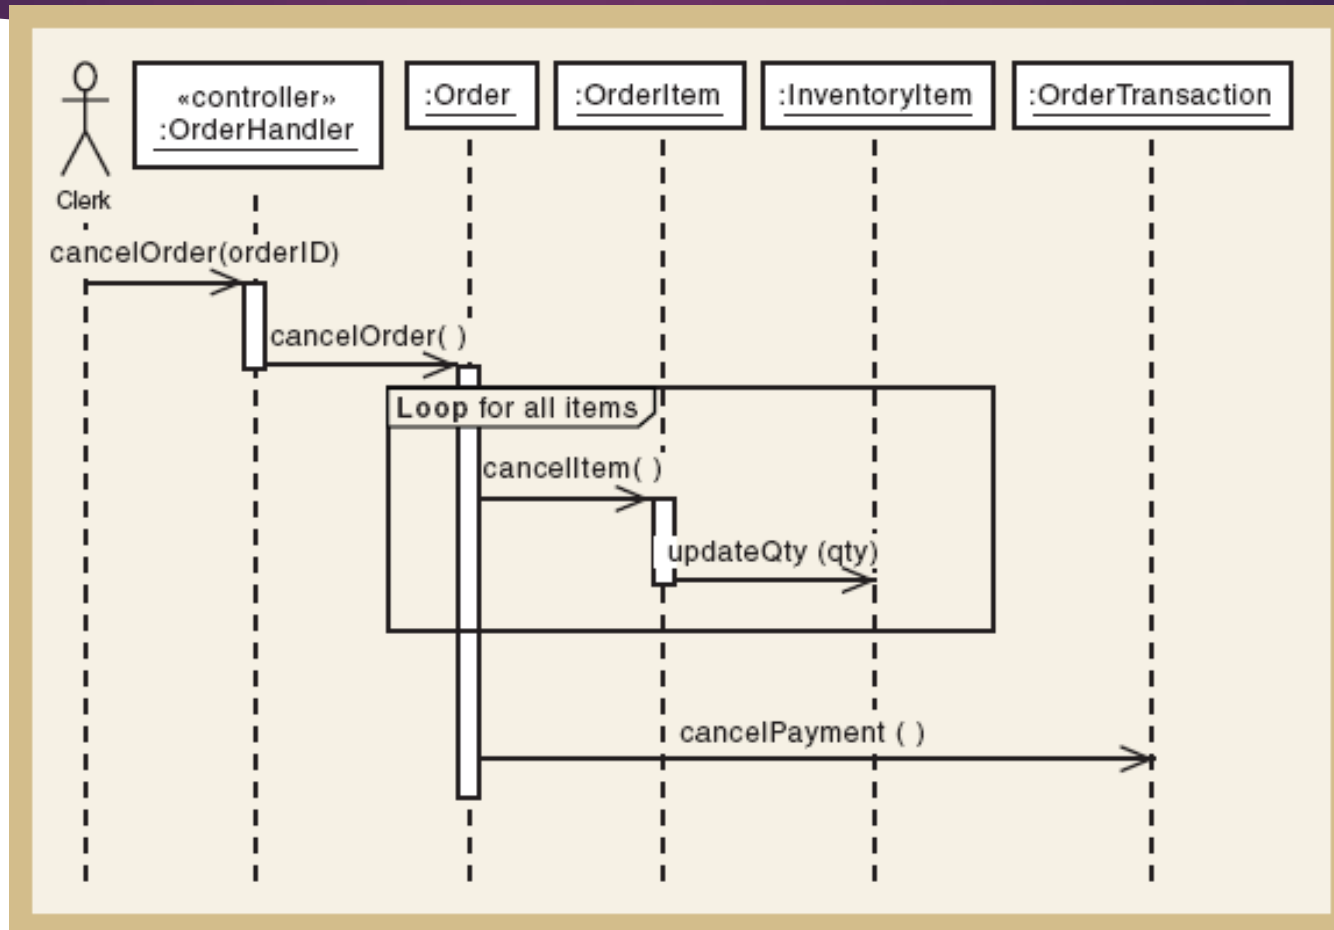 «controller»
:OrderHandler
:Order
:OrderItem
:InventoryItem
:OrderTransaction
Clerk
cancelOrder(orderID)
cancelOrder( )
Loop for all items
cancelItem( )
updateQty (qty)
cancelPayment ( )